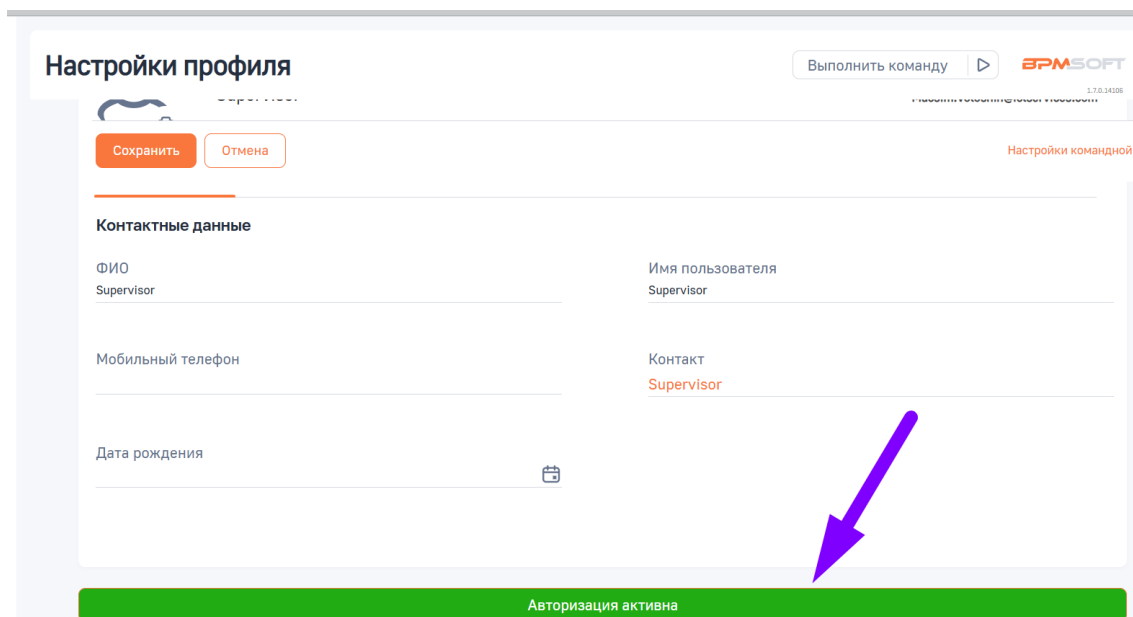 Настройки профиля
Выполнить команду
BPMSOFT
1.7.0.14106
Supervisor
Сохранить
Отмена
Настройки командной
Контактные данные
ФИО
Supervisor
Имя пользователя
Supervisor
Мобильный телефон
Контакт
Supervisor
Дата рождения
Авторизация активна